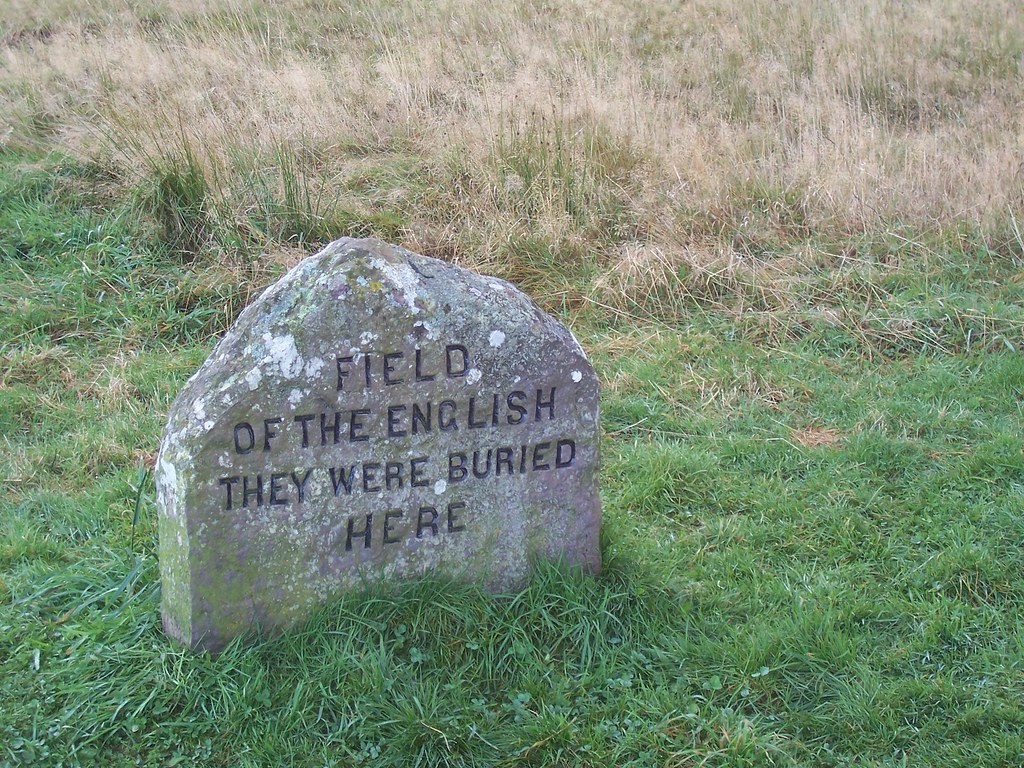 FIELD
OF THE ENGLISH
THEY WERE BURIED
HERE